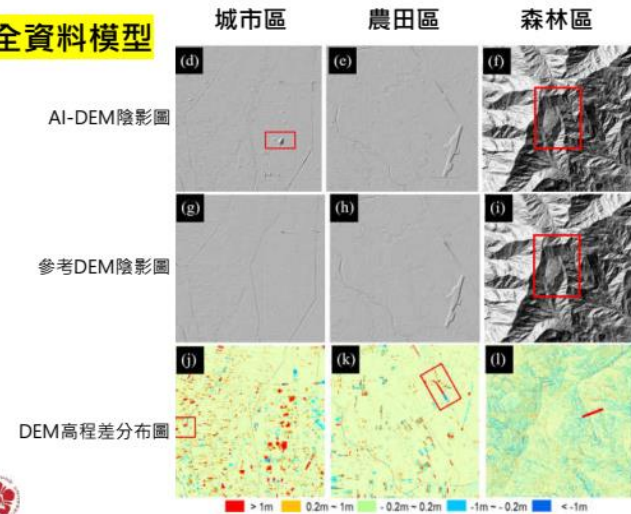 城市區 農田區 森林區
全資料模型
(d) (e) (f)
AI-DEM陰影圖
(g) (h) (i)
參考DEM陰影圖
(j) (k) (l)
DEM高程差分布圖
> 1m 0.2m ~ 1m - 0.2m ~ 0.2m -1m ~ - 0.2m < -1m